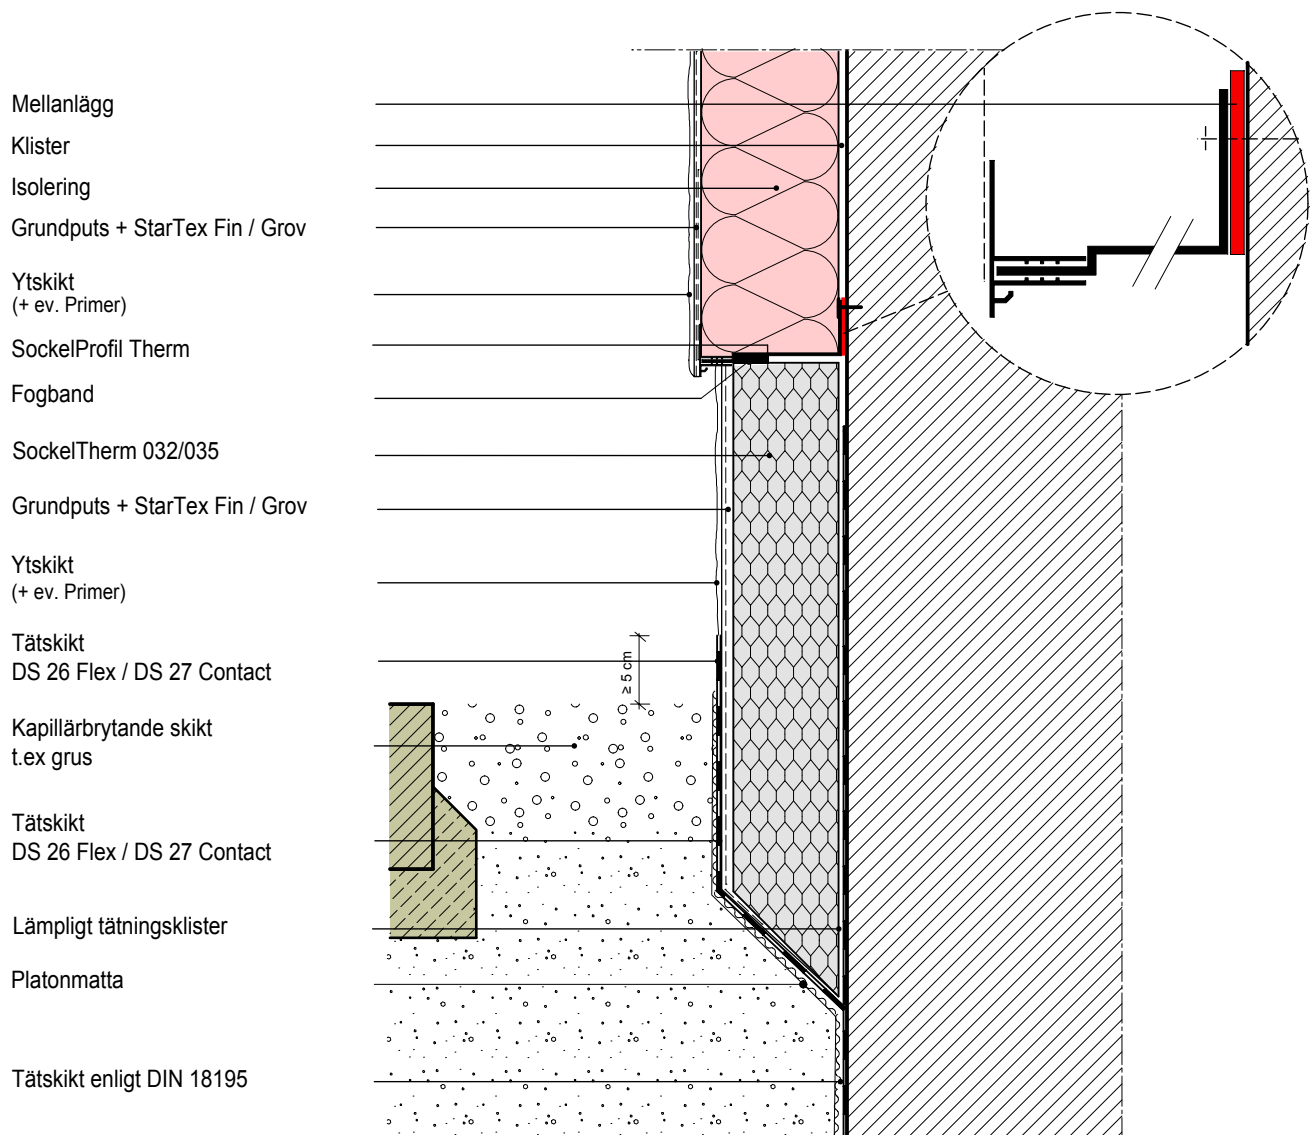 Mellanlägg
Klister
Isolering
Grundputs + StarTex Fin / Grov
Ytskikt
(+ ev. Primer)
SockelProfil Therm
Fogband
SockelTherm 032/035
Grundputs + StarTex Fin / Grov
Ytskikt
(+ ev. Primer)
Tätskikt
DS 26 Flex / DS 27 Contact
≥ 5 cm
Kapillärbrytande skikt
t.ex grus
Tätskikt
DS 26 Flex / DS 27 Contact
Lämpligt tätningsklister
Platonmatta
Tätskikt enligt DIN 18195